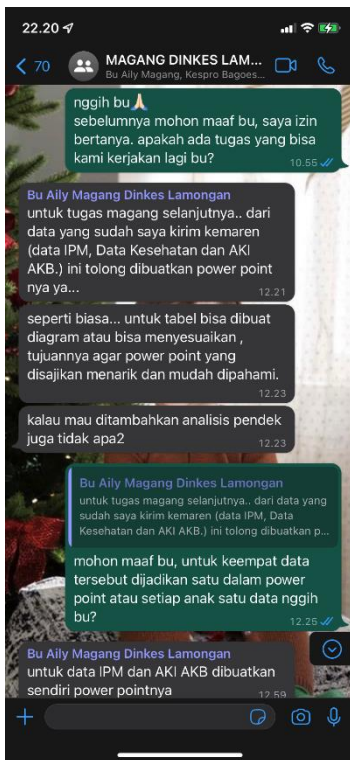 22.20
70
MAGANG DINKES LAM...
Bu Aily Magang, Kespro Bagoes...
nggih bu🙏🏻
sebelumnya mohon maaf bu, saya izin
bertanya. apakah ada tugas yang bisa
kami kerjakan lagi bu?
10.55
Bu Aily Magang Dinkes Lamongan
untuk tugas magang selanjutnya.. dari
data yang sudah saya kirim kemaren
(data IPM, Data Kesehatan dan AKI
AKB.) ini tolong dibuatkan power point
nya ya...
12.21
seperti biasa... untuk tabel bisa dibuat
diagram atau bisa menyesuaikan ,
tujuannya agar power point yang
disajikan menarik dan mudah dipahami.
12.23
kalau mau ditambahkan analisis pendek
juga tidak apa2
12.23
Bu Aily Magang Dinkes Lamongan
untuk tugas magang selanjutnya.. dari data yang
sudah saya kirim kemaren (data IPM, Data
Kesehatan dan AKI AKB.) ini tolong dibuatkan p...
mohon maaf bu, untuk keempat data
tersebut dijadikan satu dalam power
point atau setiap anak satu data nggih
bu?
12.25
Bu Aily Magang Dinkes Lamongan
untuk data IPM dan AKI AKB dibuatkan
sendiri power pointnya
12.59